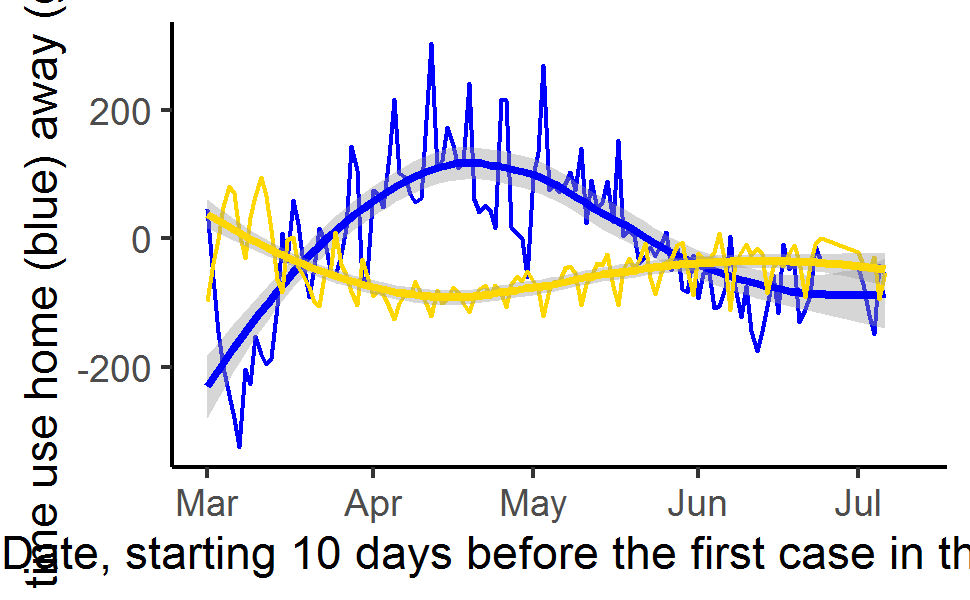 time use home (blue) away (
200
0
-200
Mar Apr May Jun Jul
Date, starting 10 days before the first case in th